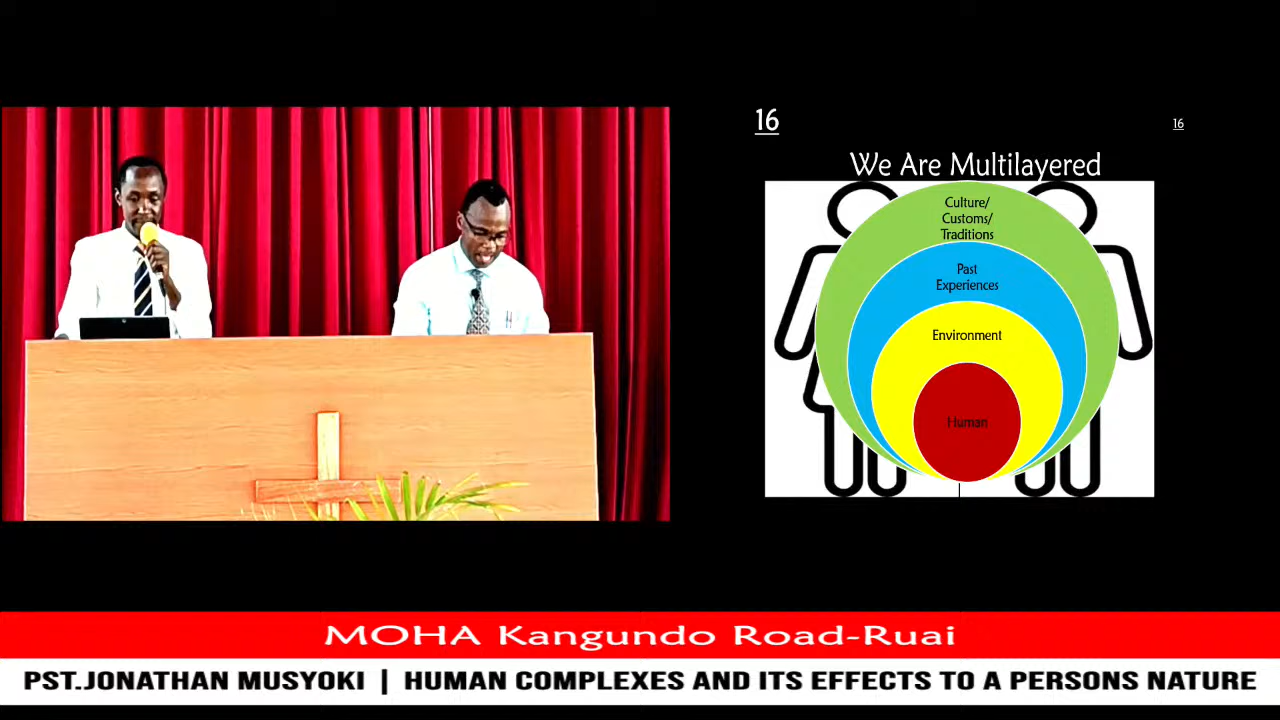 16
16
We Are Multilayered
Culture/
Customs/
Traditions
Past
Experiences
Environment
Human
MOHA Kangundo Road-Ruai
PST.JONATHAN MUSYOKI | HUMAN COMPLEXES AND ITS EFFECTS TO A PERSONS NATURE